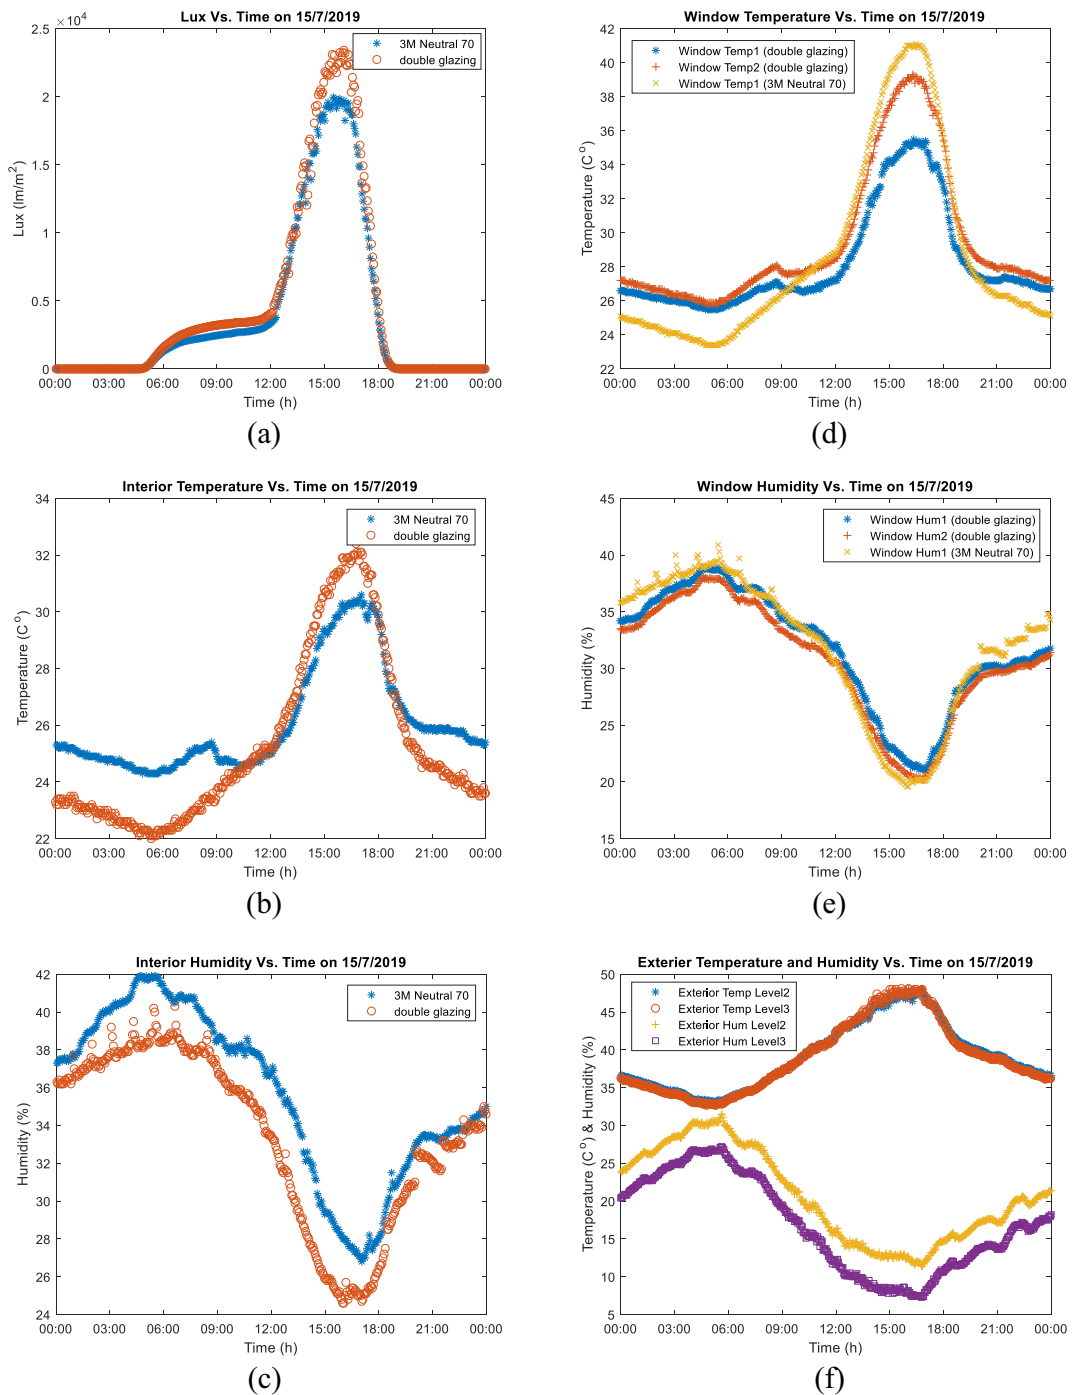 Lux Vs. Time on 15/7/2019
×10⁴
2.5
2
1.5
1
0.5
0
Lux (lm/m²)
3M Neutral 70
double glazing
00:00 03:00 06:00 09:00 12:00 15:00 18:00 21:00 00:00
Time (h)
(a)
Window Temperature Vs. Time on 15/7/2019
42
40
38
36
34
32
30
28
26
24
22
Temperature (C°)
Window Temp1 (double glazing)
Window Temp2 (double glazing)
Window Temp1 (3M Neutral 70)
00:00 03:00 06:00 09:00 12:00 15:00 18:00 21:00 00:00
Time (h)
(d)
Interior Temperature Vs. Time on 15/7/2019
34
32
30
28
26
24
22
Temperature (C°)
3M Neutral 70
double glazing
00:00 03:00 06:00 09:00 12:00 15:00 18:00 21:00 00:00
Time (h)
(b)
Window Humidity Vs. Time on 15/7/2019
45
40
35
30
25
20
15
Humidity (%)
Window Hum1 (double glazing)
Window Hum2 (double glazing)
Window Hum1 (3M Neutral 70)
00:00 03:00 06:00 09:00 12:00 15:00 18:00 21:00 00:00
Time (h)
(e)
Interior Humidity Vs. Time on 15/7/2019
42
40
38
36
34
32
30
28
26
24
Humidity (%)
3M Neutral 70
double glazing
00:00 03:00 06:00 09:00 12:00 15:00 18:00 21:00 00:00
Time (h)
(c)
Exterier Temperature and Humidity Vs. Time on 15/7/2019
50
45
40
35
30
25
20
15
10
5
Temperature (C°) & Humidity (%)
Exterior Temp Level2
Exterior Temp Level3
Exterior Hum Level2
Exterior Hum Level3
00:00 03:00 06:00 09:00 12:00 15:00 18:00 21:00 00:00
Time (h)
(f)